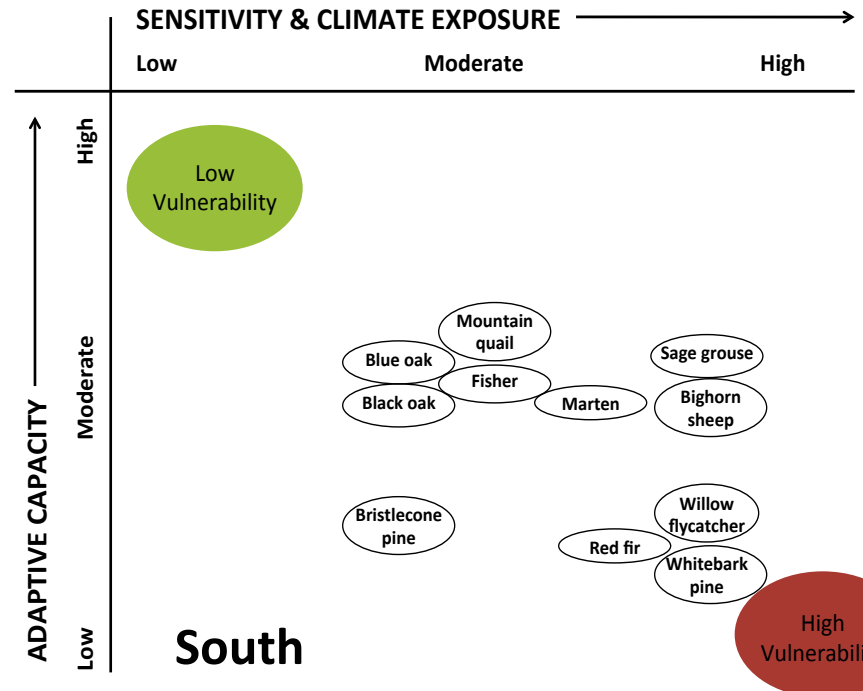 SENSITIVITY & CLIMATE EXPOSURE
Low
Moderate
High
ADAPTIVE CAPACITY
High
Moderate
Low
Low
Vulnerability
Mountain
quail
Blue oak
Fisher
Black oak
Marten
Sage grouse
Bighorn
sheep
Bristlecone
pine
Willow
flycatcher
Red fir
Whitebark
pine
South
High
Vulnerabili